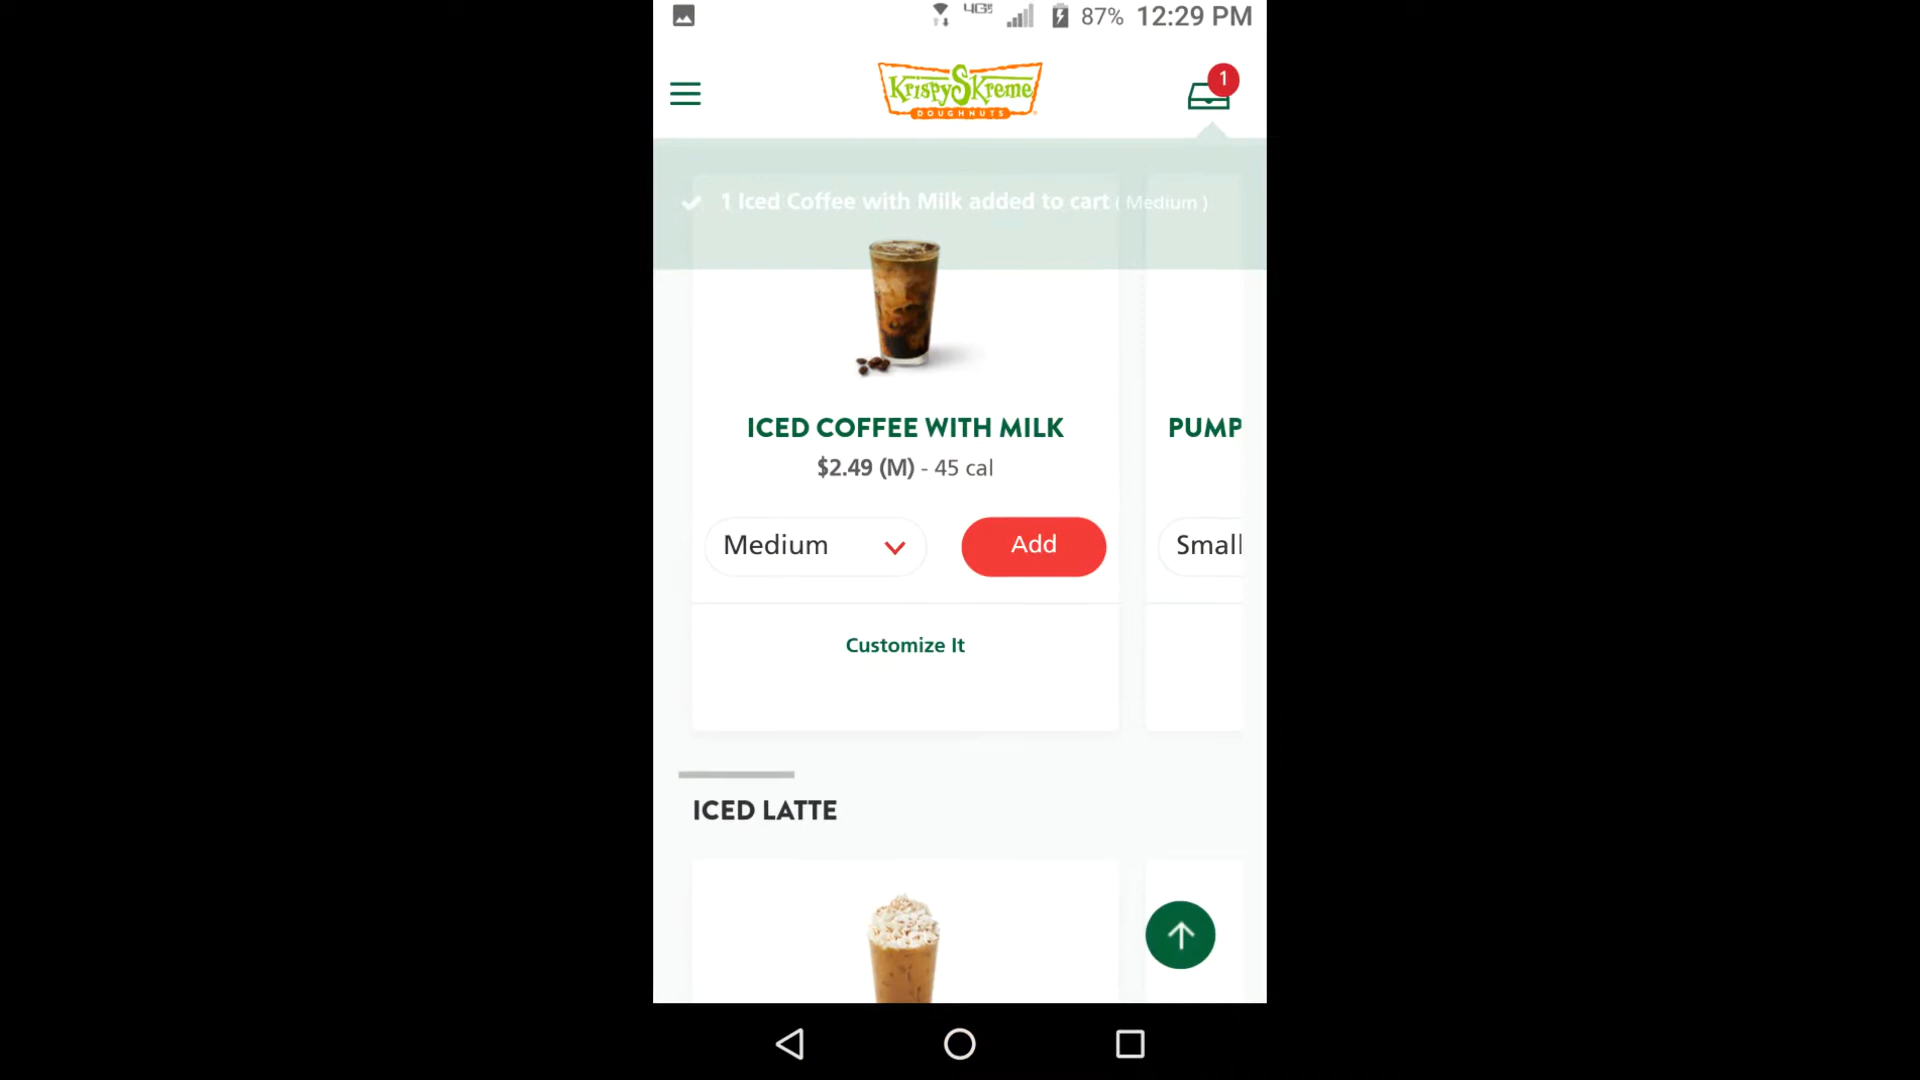 4G
87% 12:29 PM
Krispy Kreme
DOUGHNUTS
1
1 Iced Coffee with Milk added to cart ( Medium )
ICED COFFEE WITH MILK
PUMP
$2.49 (M) - 45 cal
Medium
Add
Small
Customize It
ICED LATTE